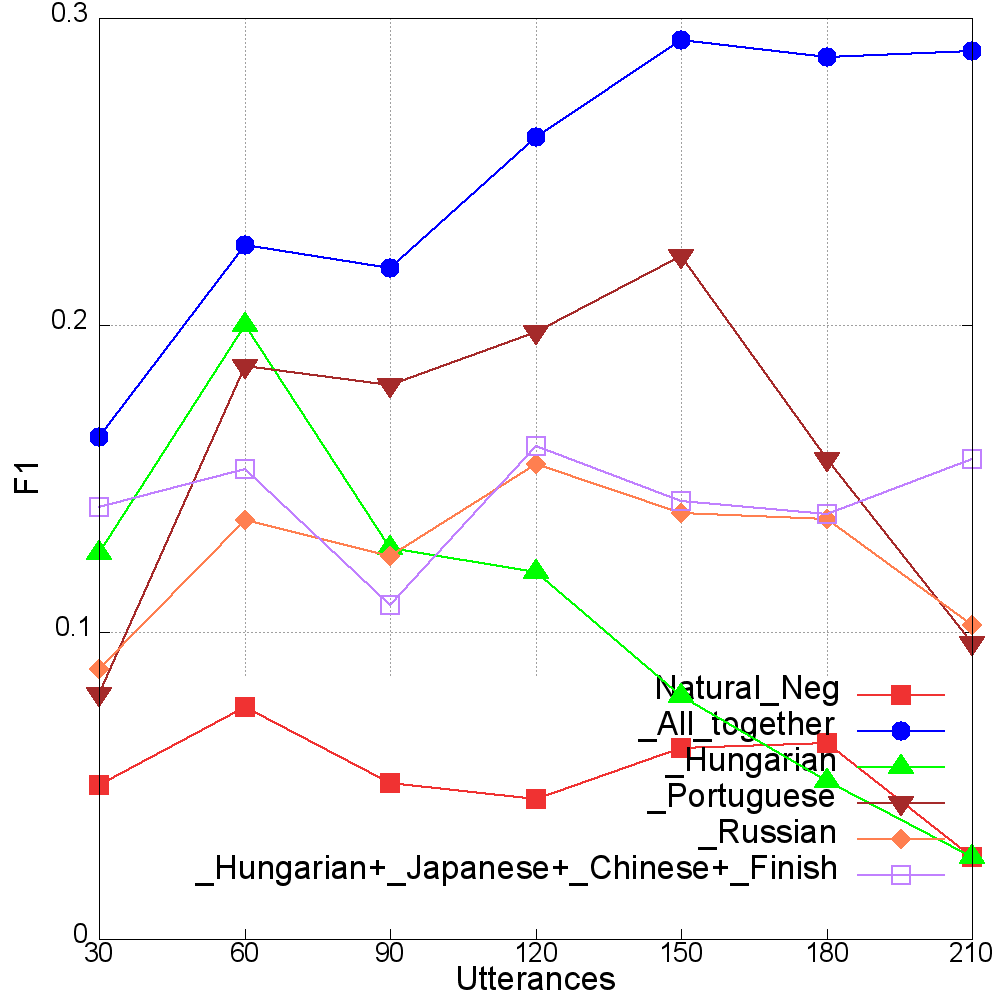 0.3
0.2
F1
0.1
Natural_Neg
_All_together
_Hungarian
_Portuguese
_Russian
_Hungarian+_Japanese+_Chinese+_Finish
0
30 60 90 120 150 180 210
Utterances